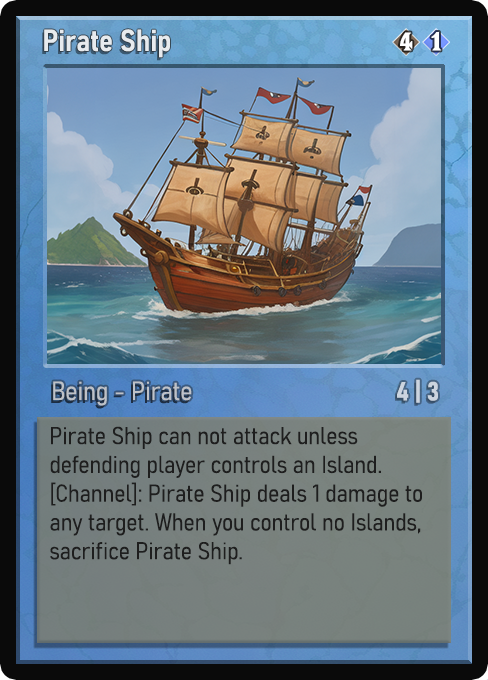 Pirate Ship 4 1
Being - Pirate 4|3
Pirate Ship can not attack unless
defending player controls an Island.
[Channel]: Pirate Ship deals 1 damage to
any target. When you control no Islands,
sacrifice Pirate Ship.